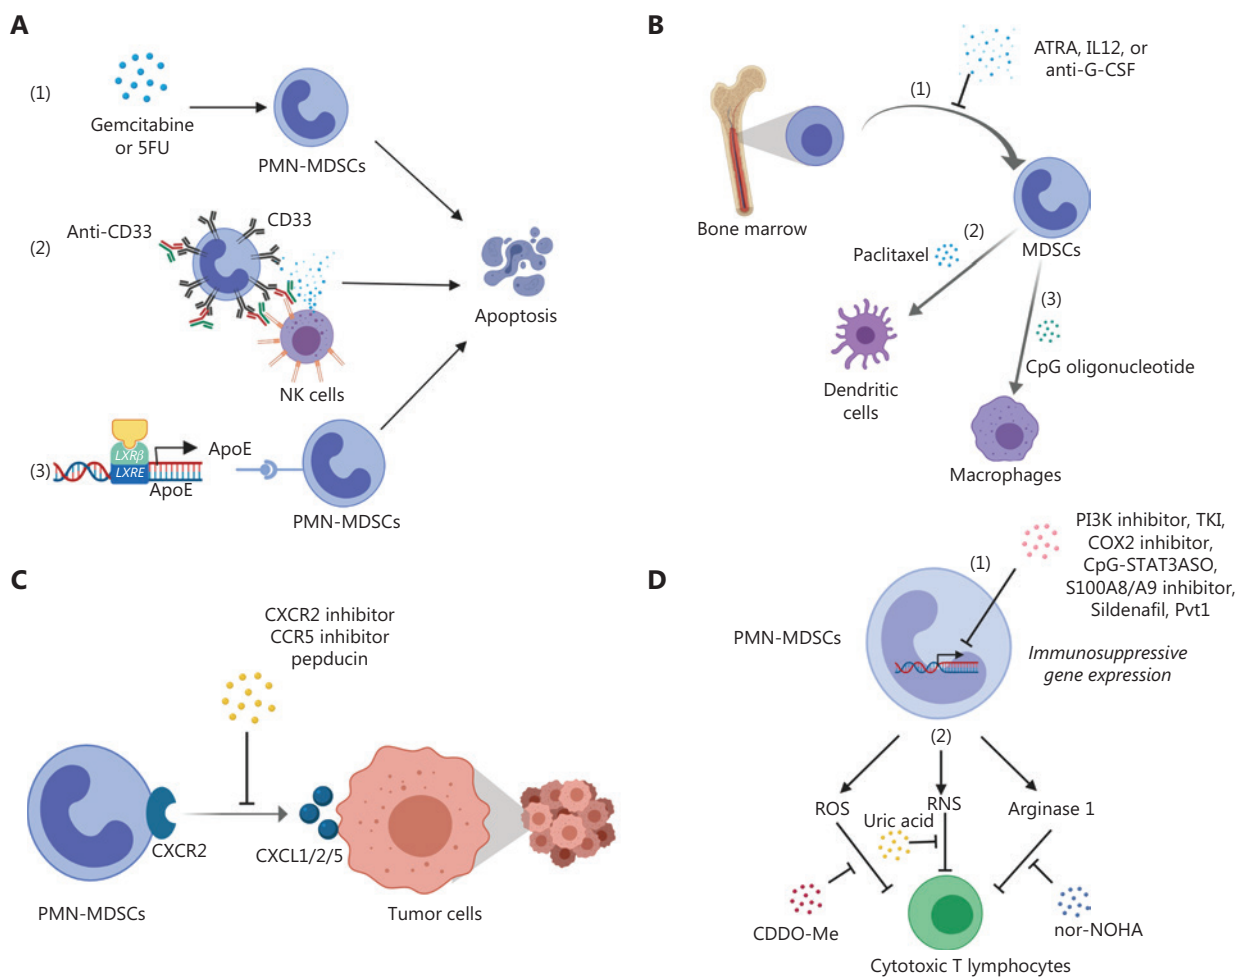 A
(1)
Gemcitabine
or 5FU
PMN-MDSCs
Anti-CD33
CD33
(2)
NK cells
Apoptosis
(3)
LXRβ
LXRE
ApoE
ApoE
PMN-MDSCs
B
ATRA, IL12, or
anti-G-CSF
(1)
Bone marrow
MDSCs
Paclitaxel
(2)
(3)
CpG oligonucleotide
Dendritic
cells
Macrophages
C
CXCR2 inhibitor
CCR5 inhibitor
pepducin
CXCR2
CXCL1/2/5
PMN-MDSCs
Tumor cells
D
PI3K inhibitor, TKI,
COX2 inhibitor,
CpG-STAT3ASO,
S100A8/A9 inhibitor,
Sildenafil, Pvt1
(1)
PMN-MDSCs
Immunosuppressive
gene expression
(2)
ROS
RNS
Arginase 1
Uric acid
CDDO-Me
nor-NOHA
Cytotoxic T lymphocytes